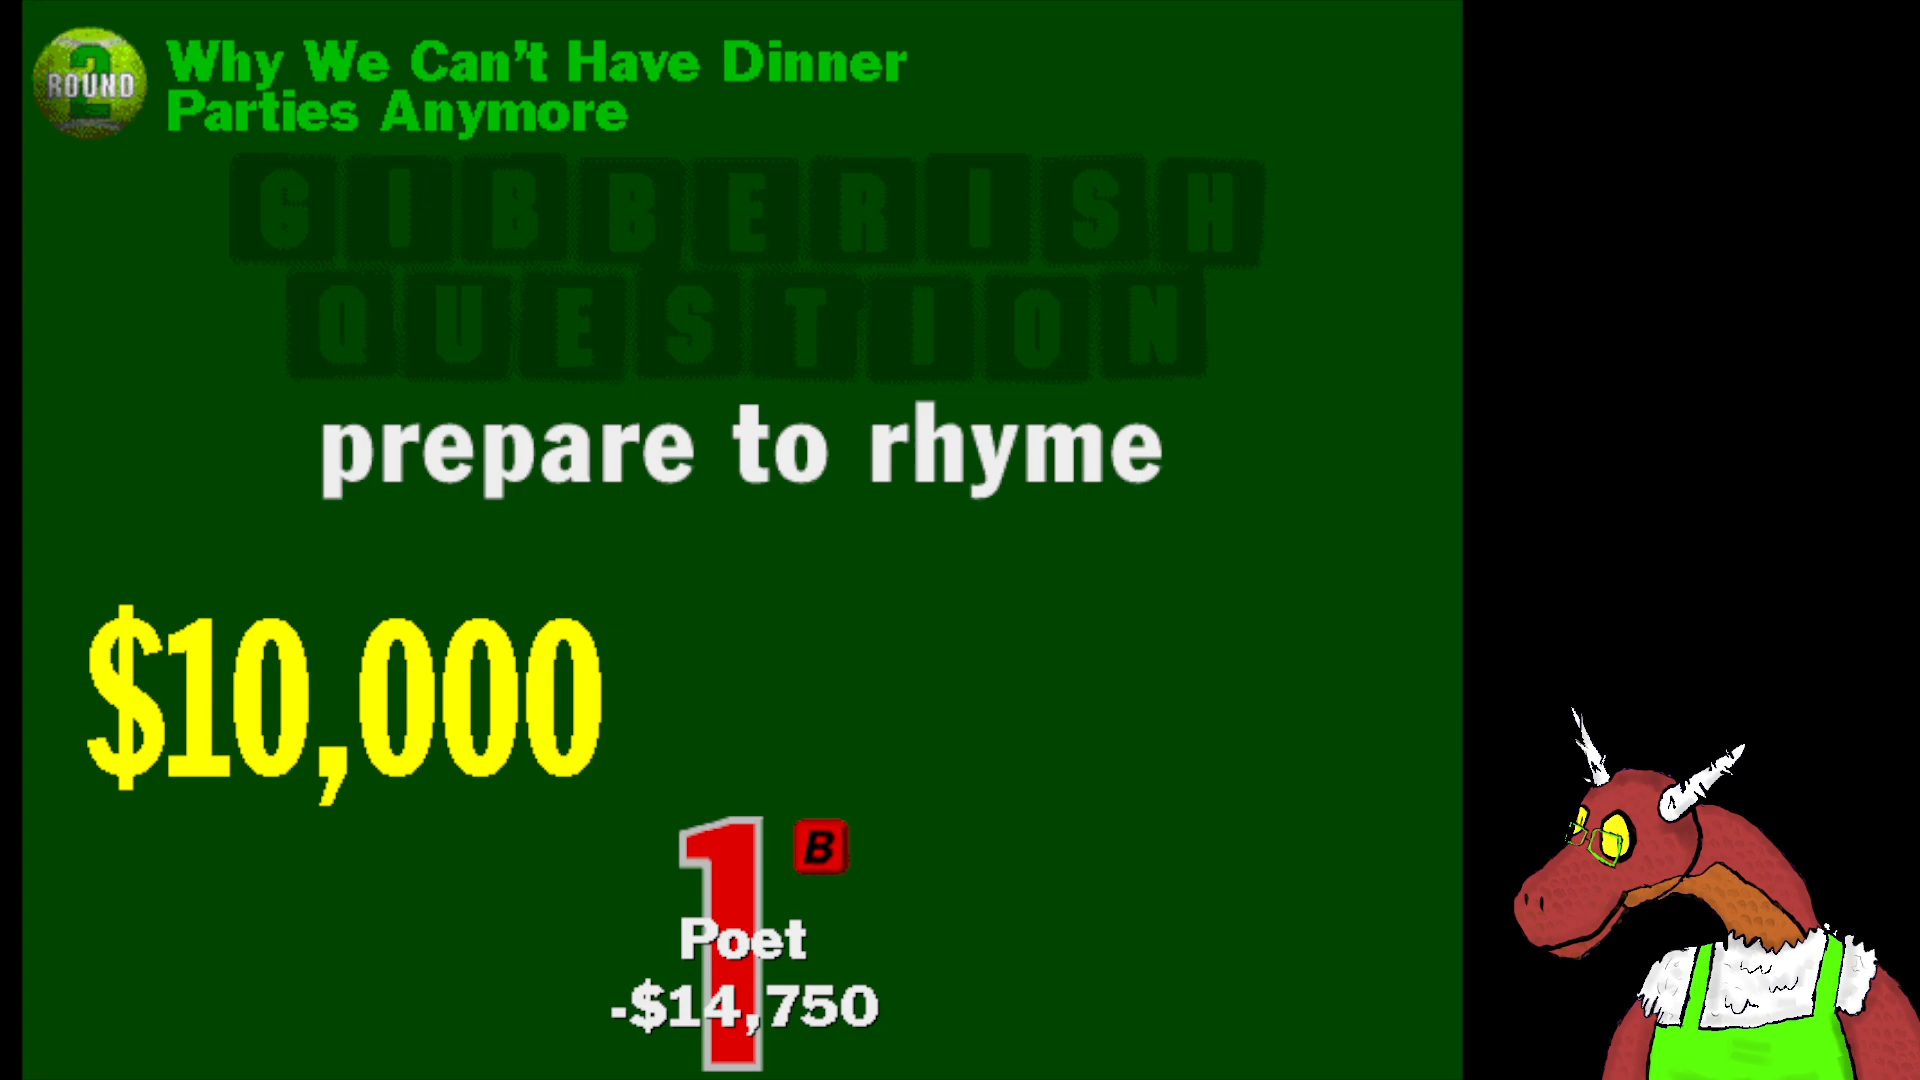 2
ROUND
Why We Can't Have Dinner
Parties Anymore
GIBBERISH
QUESTION
prepare to rhyme
$10,000
1
B
Poet
-$14,750